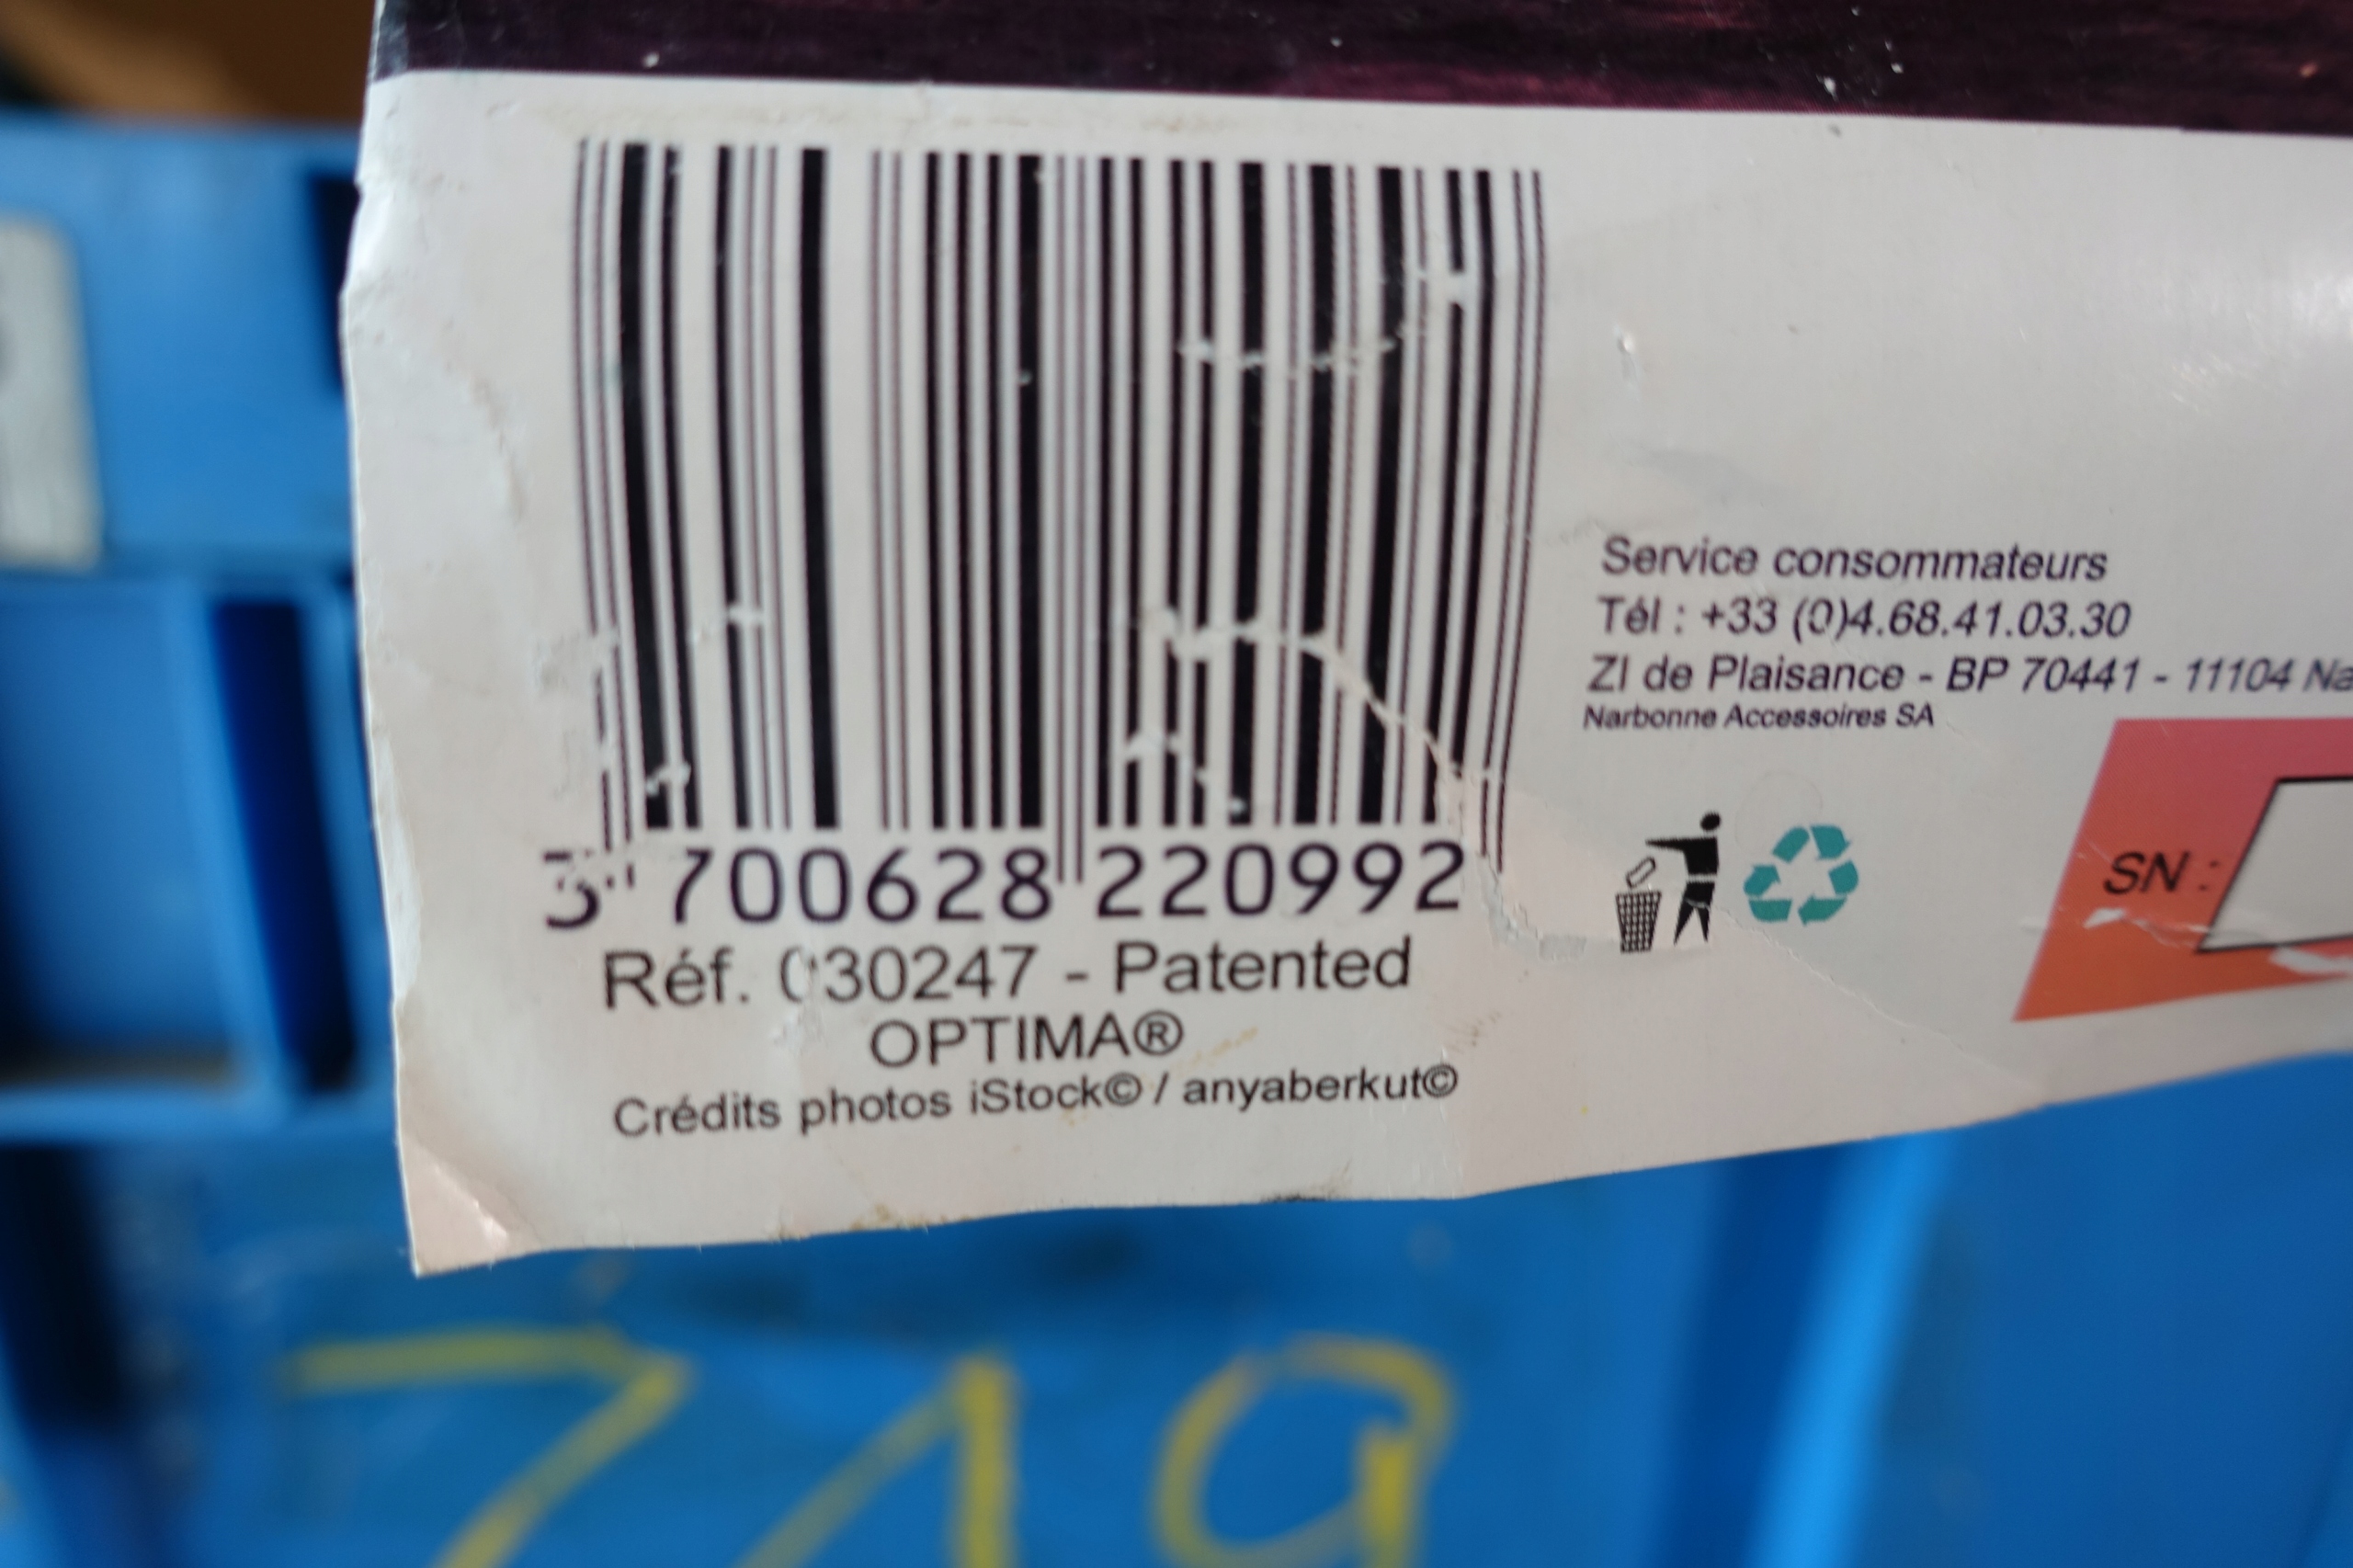 Service consommateurs
Tél : +33 (0)4.68.41.03.30
ZI de Plaisance - BP 70441 - 11104
Narbonne Accessoires SA
SN :
3 700628 220992
Réf. 030247 - Patented
OPTIMA®
Crédits photos iStock© / anyaberkut©